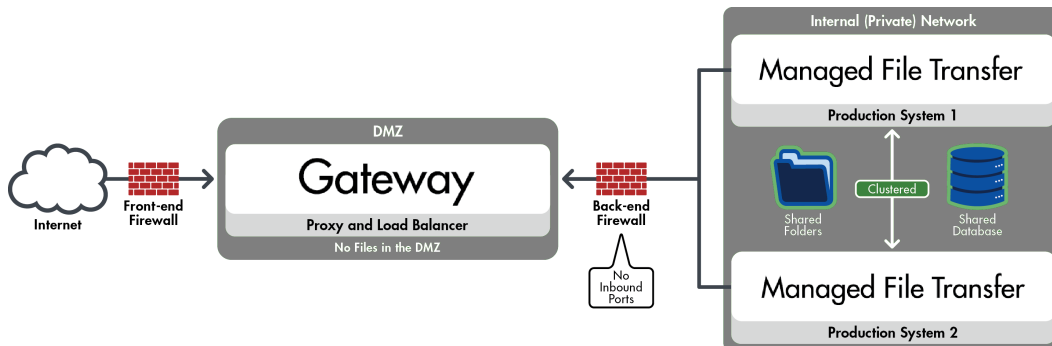 Internet
Front-end
Firewall
DMZ
Gateway
Proxy and Load Balancer
No Files in the DMZ
Back-end
Firewall
No
Inbound
Ports
Internal (Private) Network
Managed File Transfer
Production System 1
Shared
Folders
Clustered
Shared
Database
Managed File Transfer
Production System 2